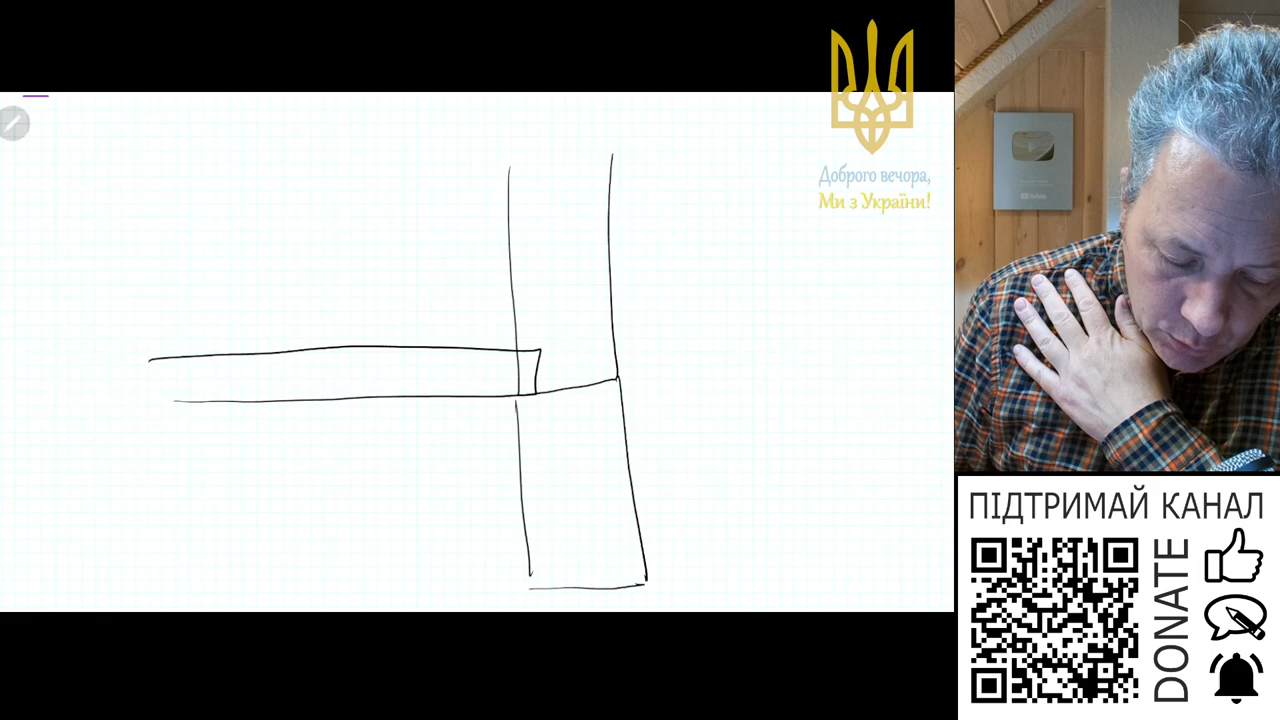 Доброго вечора,
Ми з України!
ПІДТРИМАЙ КАНАЛ
DONATE